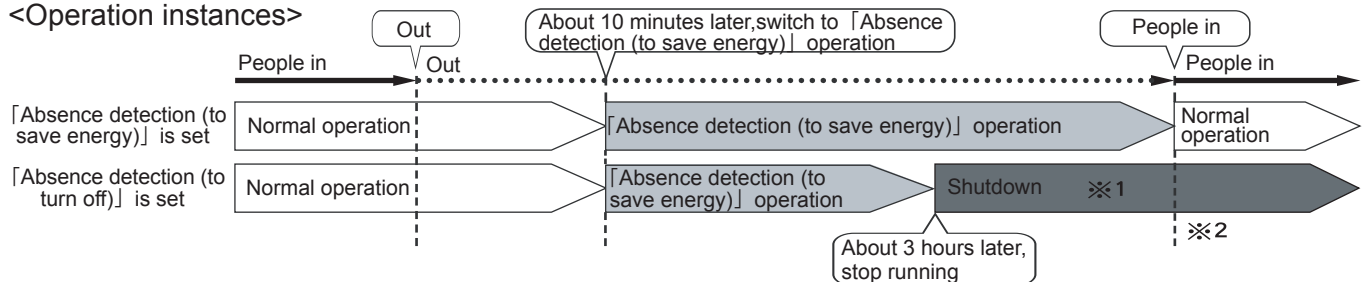 <Operation instances>
Out
About 10 minutes later,switch to「Absence
detection (to save energy)」operation
People in
People in
Out
People in
「Absence detection (to
save energy)」is set
Normal operation
「Absence detection (to save energy)」operation
Normal
operation
「Absence detection (to
turn off)」is set
Normal operation
「Absence detection (to
save energy)」operation
Shutdown ※1
※2
About 3 hours later,
stop running